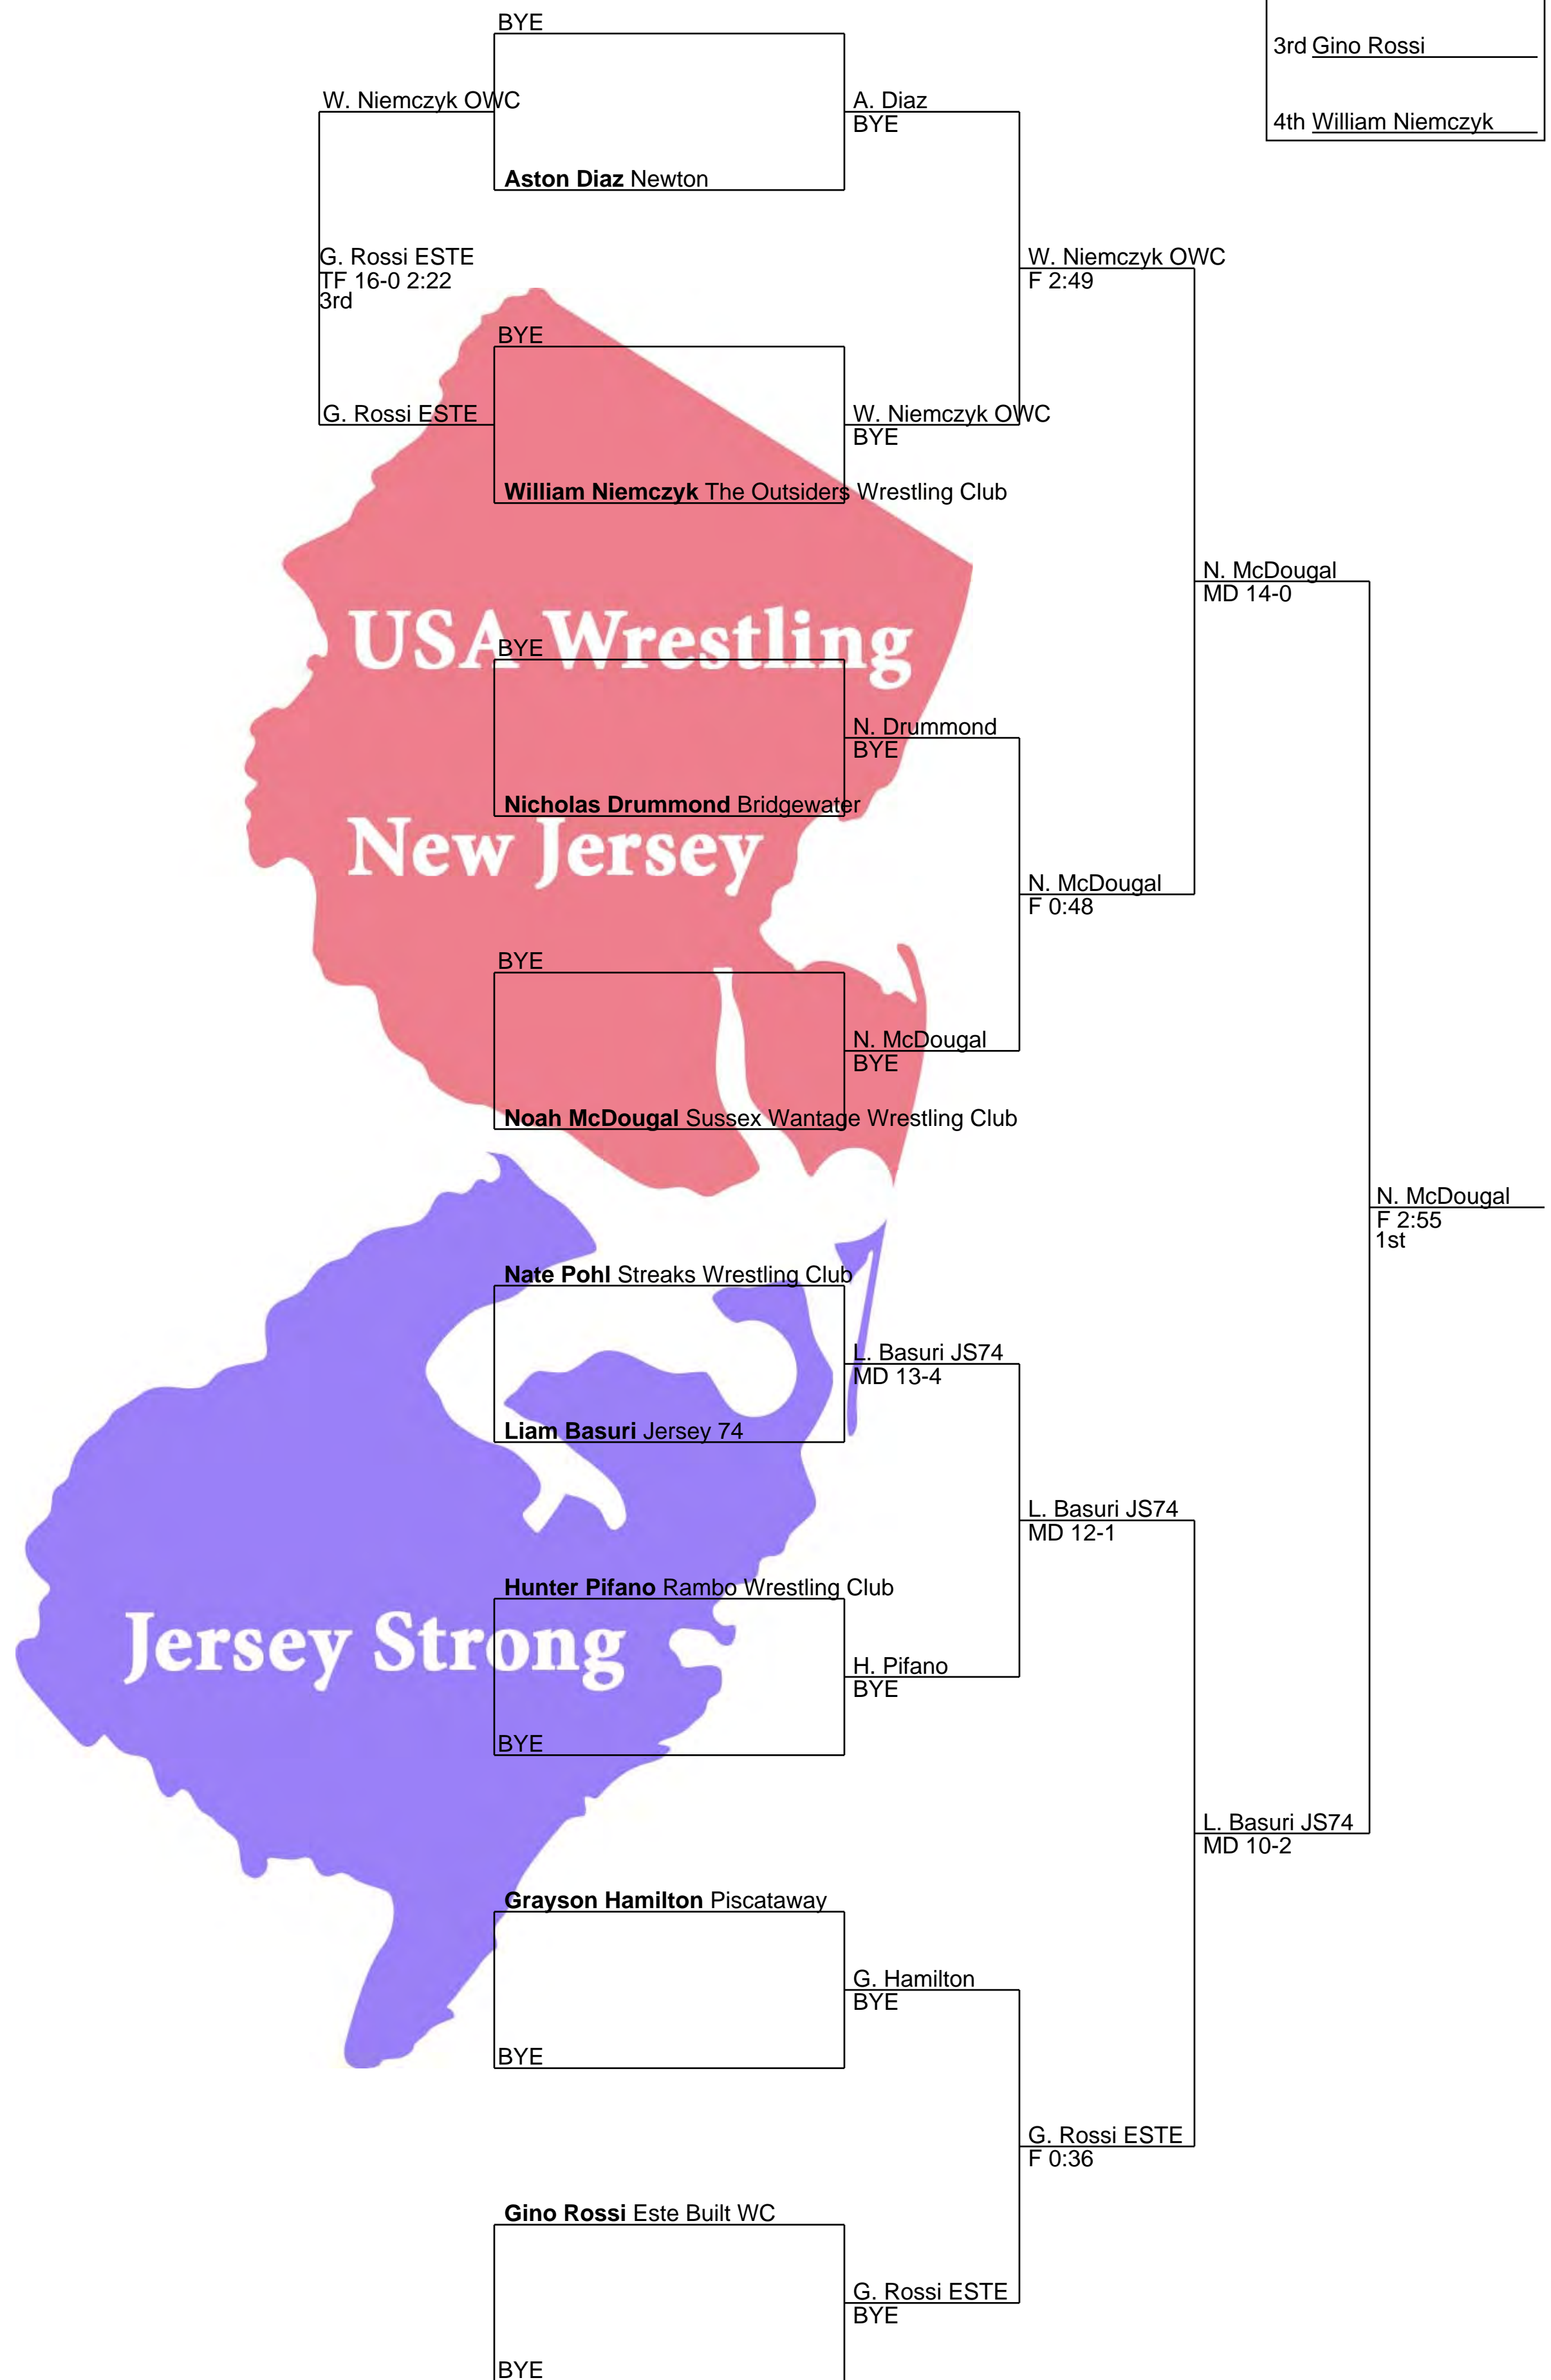 BYE
3rd Gino Rossi
W. Niemczyk OWC
A. Diaz
BYE
4th William Niemczyk
Aston Diaz Newton
G. Rossi ESTE
TF 16-0 2:22
3rd
W. Niemczyk OWC
F 2:49
BYE
G. Rossi ESTE
W. Niemczyk OWC
BYE
William Niemczyk The Outsiders Wrestling Club
N. McDougal
MD 14-0
USA Wrestling
BYE
N. Drummond
BYE
Nicholas Drummond Bridgewater
New Jersey
N. McDougal
F 0:48
BYE
N. McDougal
BYE
Noah McDougal Sussex Wantage Wrestling Club
N. McDougal
F 2:55
1st
Nate Pohl Streaks Wrestling Club
L. Basuri JS74
MD 13-4
Liam Basuri Jersey 74
L. Basuri JS74
MD 12-1
Hunter Pifano Rambo Wrestling Club
Jersey Strong
H. Pifano
BYE
BYE
L. Basuri JS74
MD 10-2
Grayson Hamilton Piscataway
G. Hamilton
BYE
BYE
G. Rossi ESTE
F 0:36
Gino Rossi Este Built WC
G. Rossi ESTE
BYE
BYE